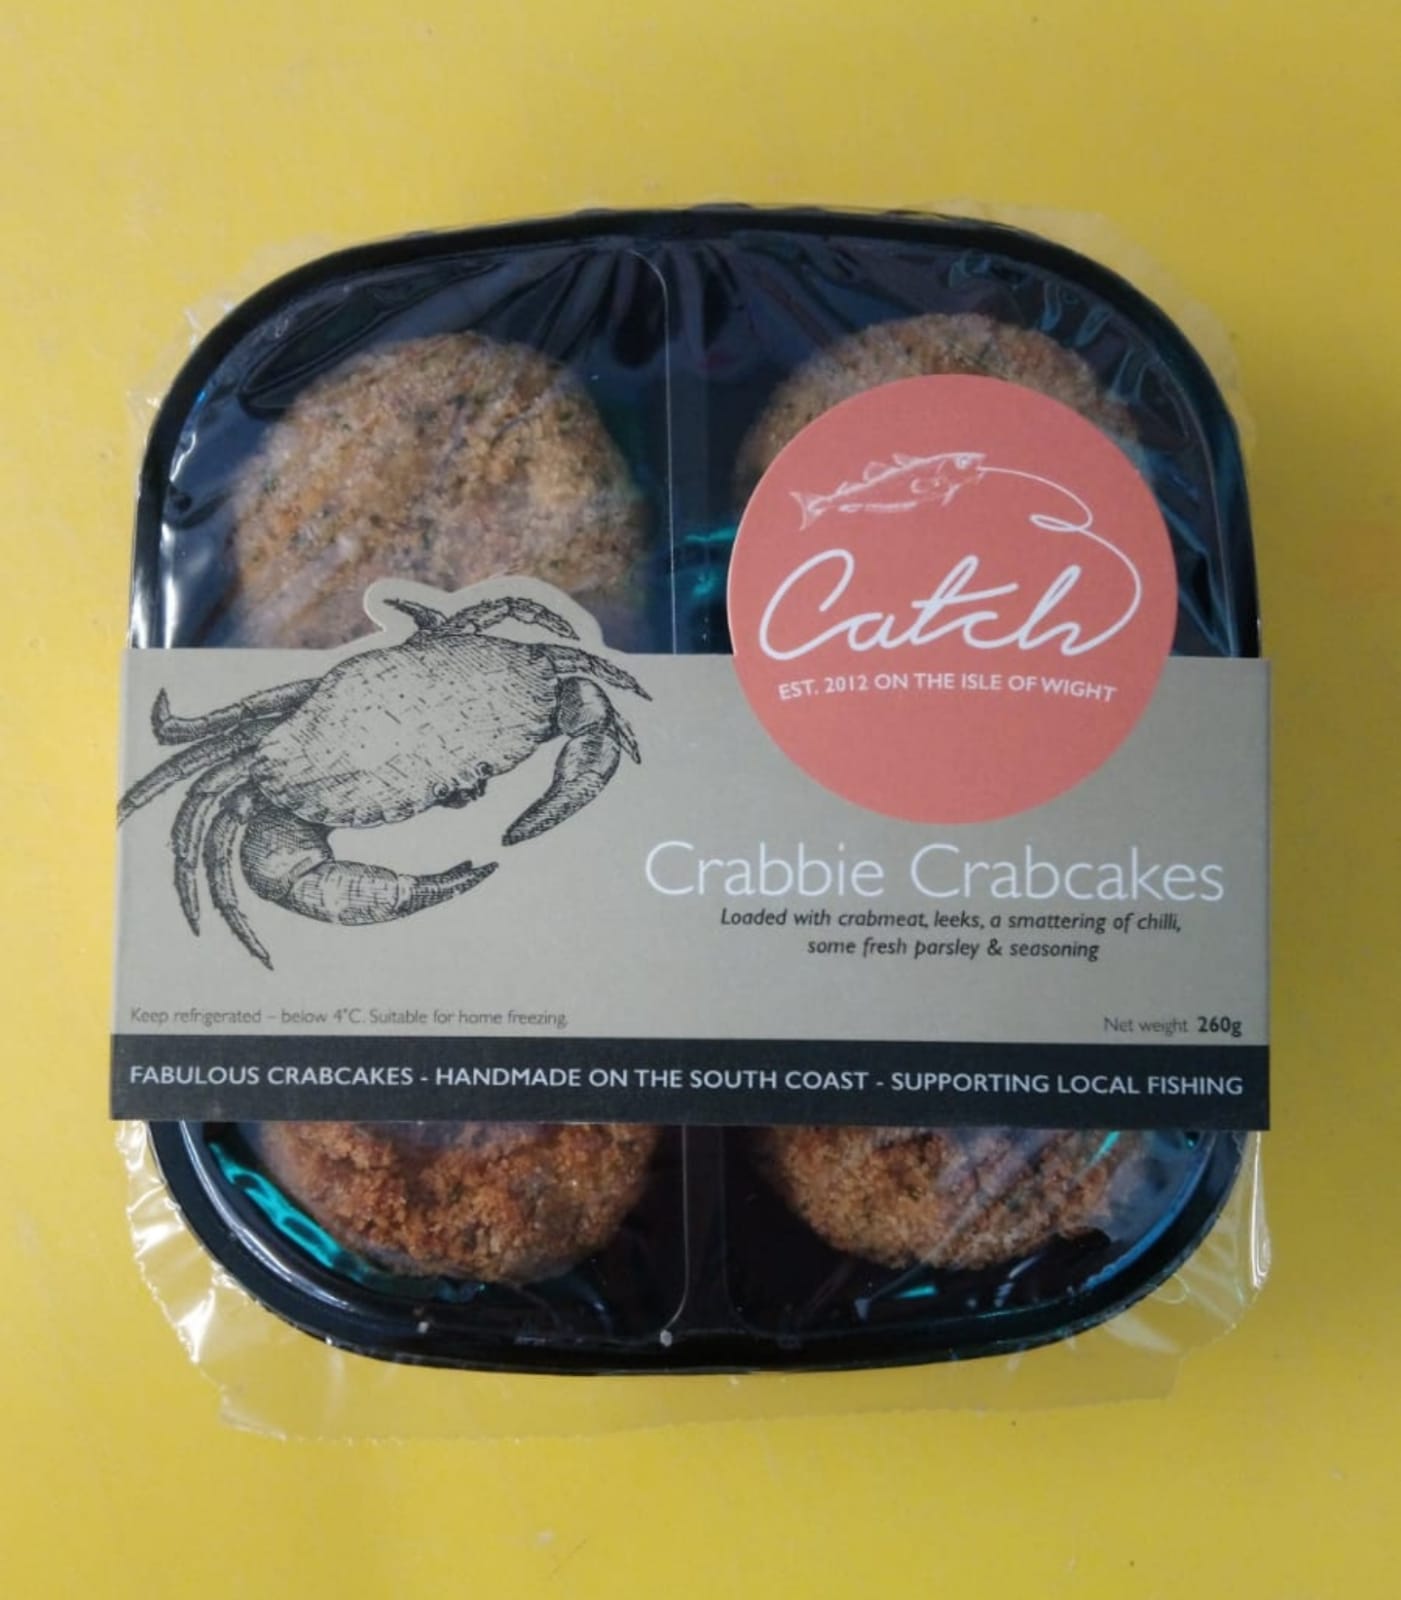 Catch
EST. 2012 ON THE ISLE OF WIGHT
Crabbie Crabcakes
Loaded with crabmeat, leeks, a smattering of chilli,
some fresh parsley & seasoning
Keep refrigerated – below 4°C. Suitable for home freezing.
Net weight 260g
FABULOUS CRABCAKES - HANDMADE ON THE SOUTH COAST - SUPPORTING LOCAL FISHING